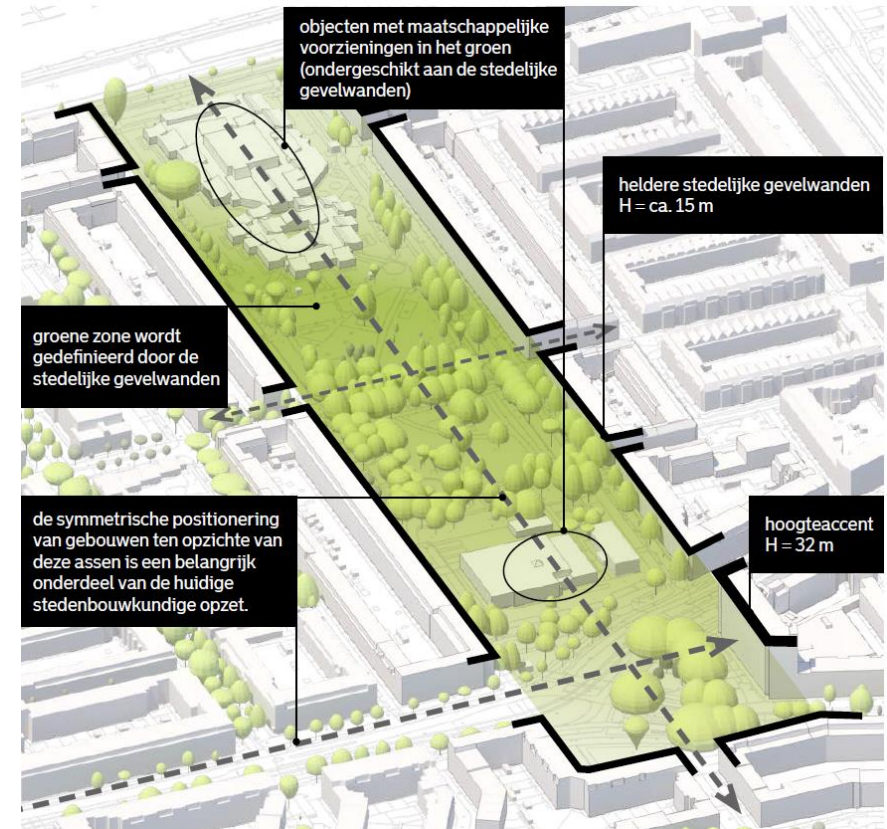 objecten met maatschappelijke
voorzieningen in het groen
(ondergeschikt aan de stedelijke
gevelwanden)
heldere stedelijke gevelwanden
H = ca. 15 m
groene zone wordt
gedefinieerd door de
stedelijke gevelwanden
de symmetrische positionering
van gebouwen ten opzichte van
deze assen is een belangrijk
onderdeel van de huidige
stedenbouwkundige opzet.
hoogteaccent
H = 32 m